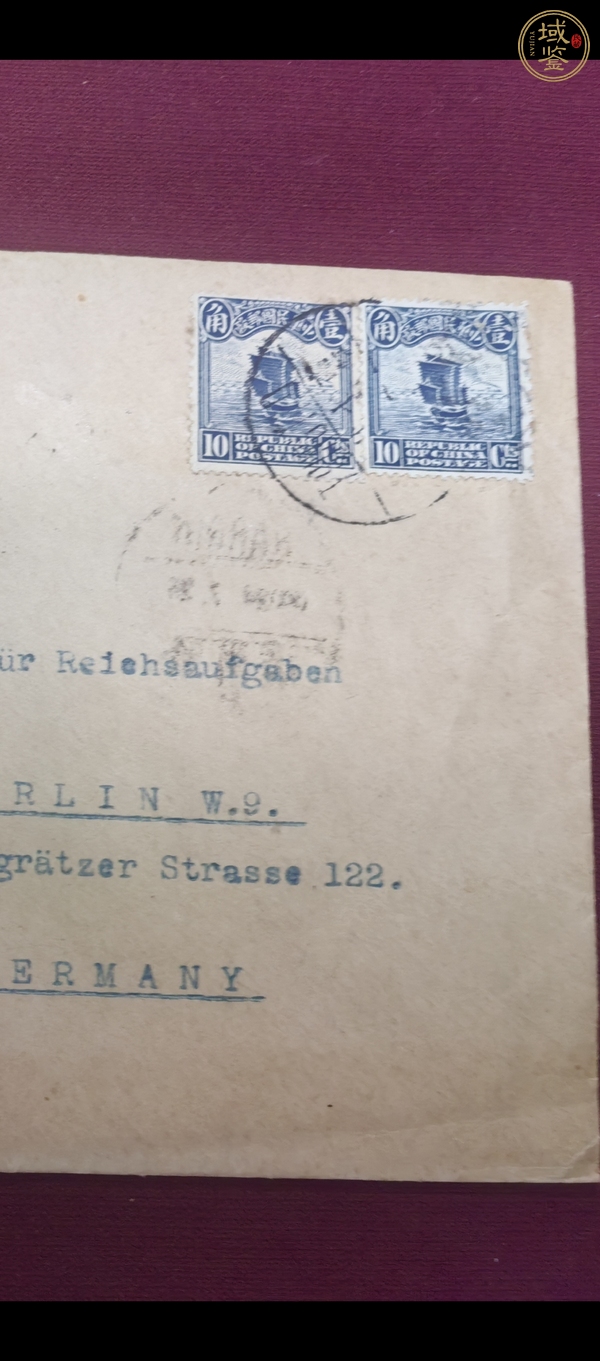 域鉴
YUJIAN
角 中華民國郵政 壹
10 REPUBLIC OF CHINA POSTAGE Cts
角 中華民國郵政 壹
10 REPUBLIC OF CHINA POSTAGE Cts
ür Reichsaufgaben
RLIN W.9.
grätzer Strasse 122.
ERMANY